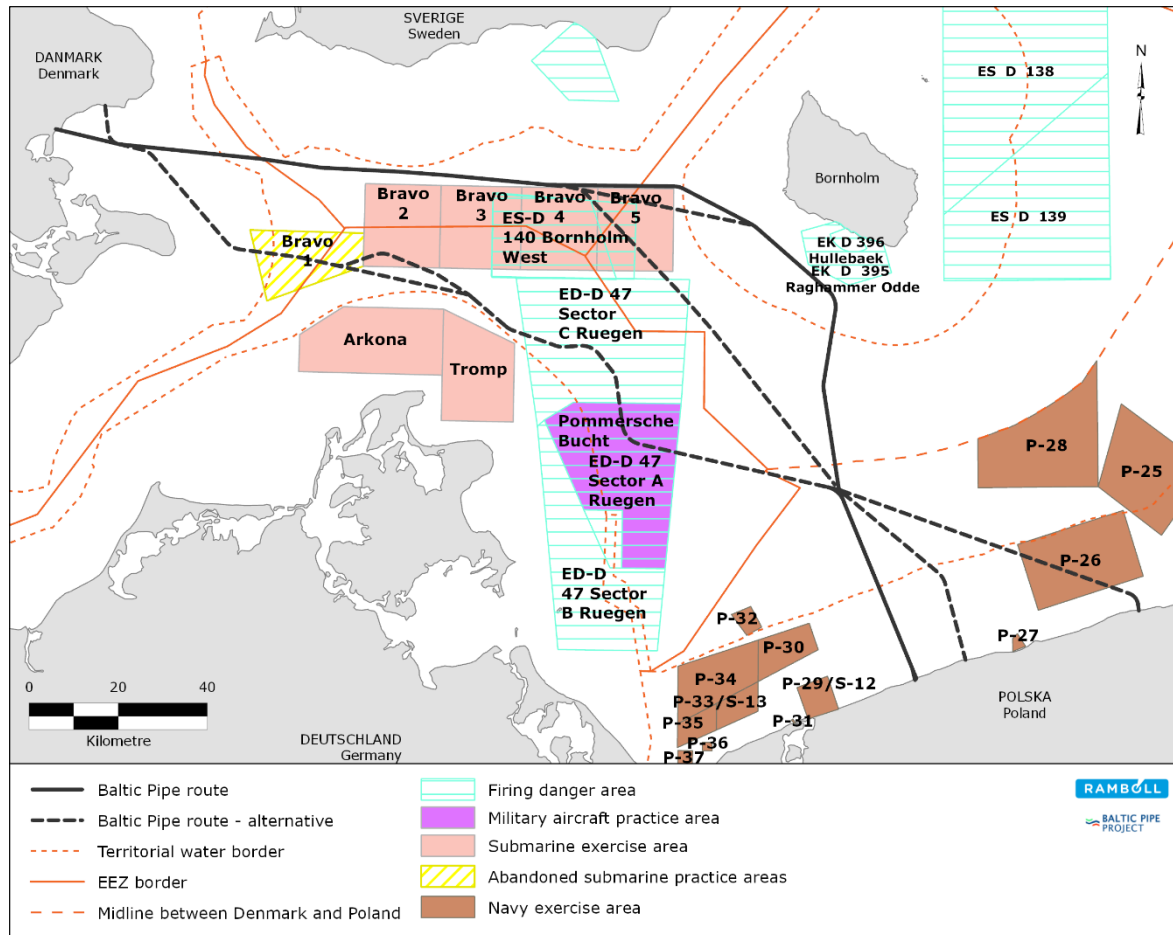 SVERIGE
Sweden
DANMARK
Denmark
N
ES D 138
Bornholm
Bravo
2
Bravo
3
Bravo
4
Bravo
5
ES-D
140 Bornholm
West
Bravo
1
ES D 139
EK D 396
Hullebaek
EK D 395
Raghammer Odde
ED-D 47
Sector
C Ruegen
Arkona
Tromp
Pommersche
Bucht
ED-D 47
Sector A
Ruegen
P-28
P-25
P-26
ED-D
47 Sector
B Ruegen
P-32
P-27
P-30
P-34
P-29/S-12
P-33/S-13
P-31
P-35
P-36
P-37
0 20 40
Kilometre
DEUTSCHLAND
Germany
POLSKA
Poland
Baltic Pipe route
Baltic Pipe route - alternative
Territorial water border
EEZ border
Midline between Denmark and Poland
Firing danger area
Military aircraft practice area
Submarine exercise area
Abandoned submarine practice areas
Navy exercise area
RAMBOLL
BALTIC PIPE
PROJECT